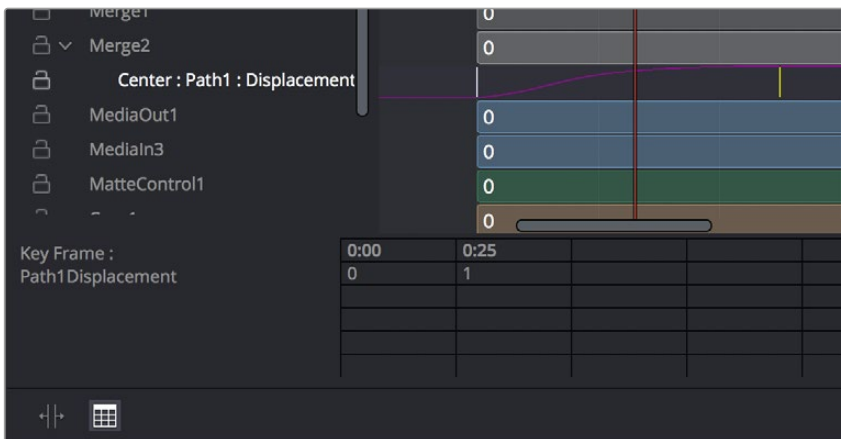 Merge1
0
Merge2
0
Center : Path1 : Displacement
MediaOut1
0
MediaIn3
0
MatteControl1
0
0
Key Frame :
0:00
0:25
Path1Displacement
0
1